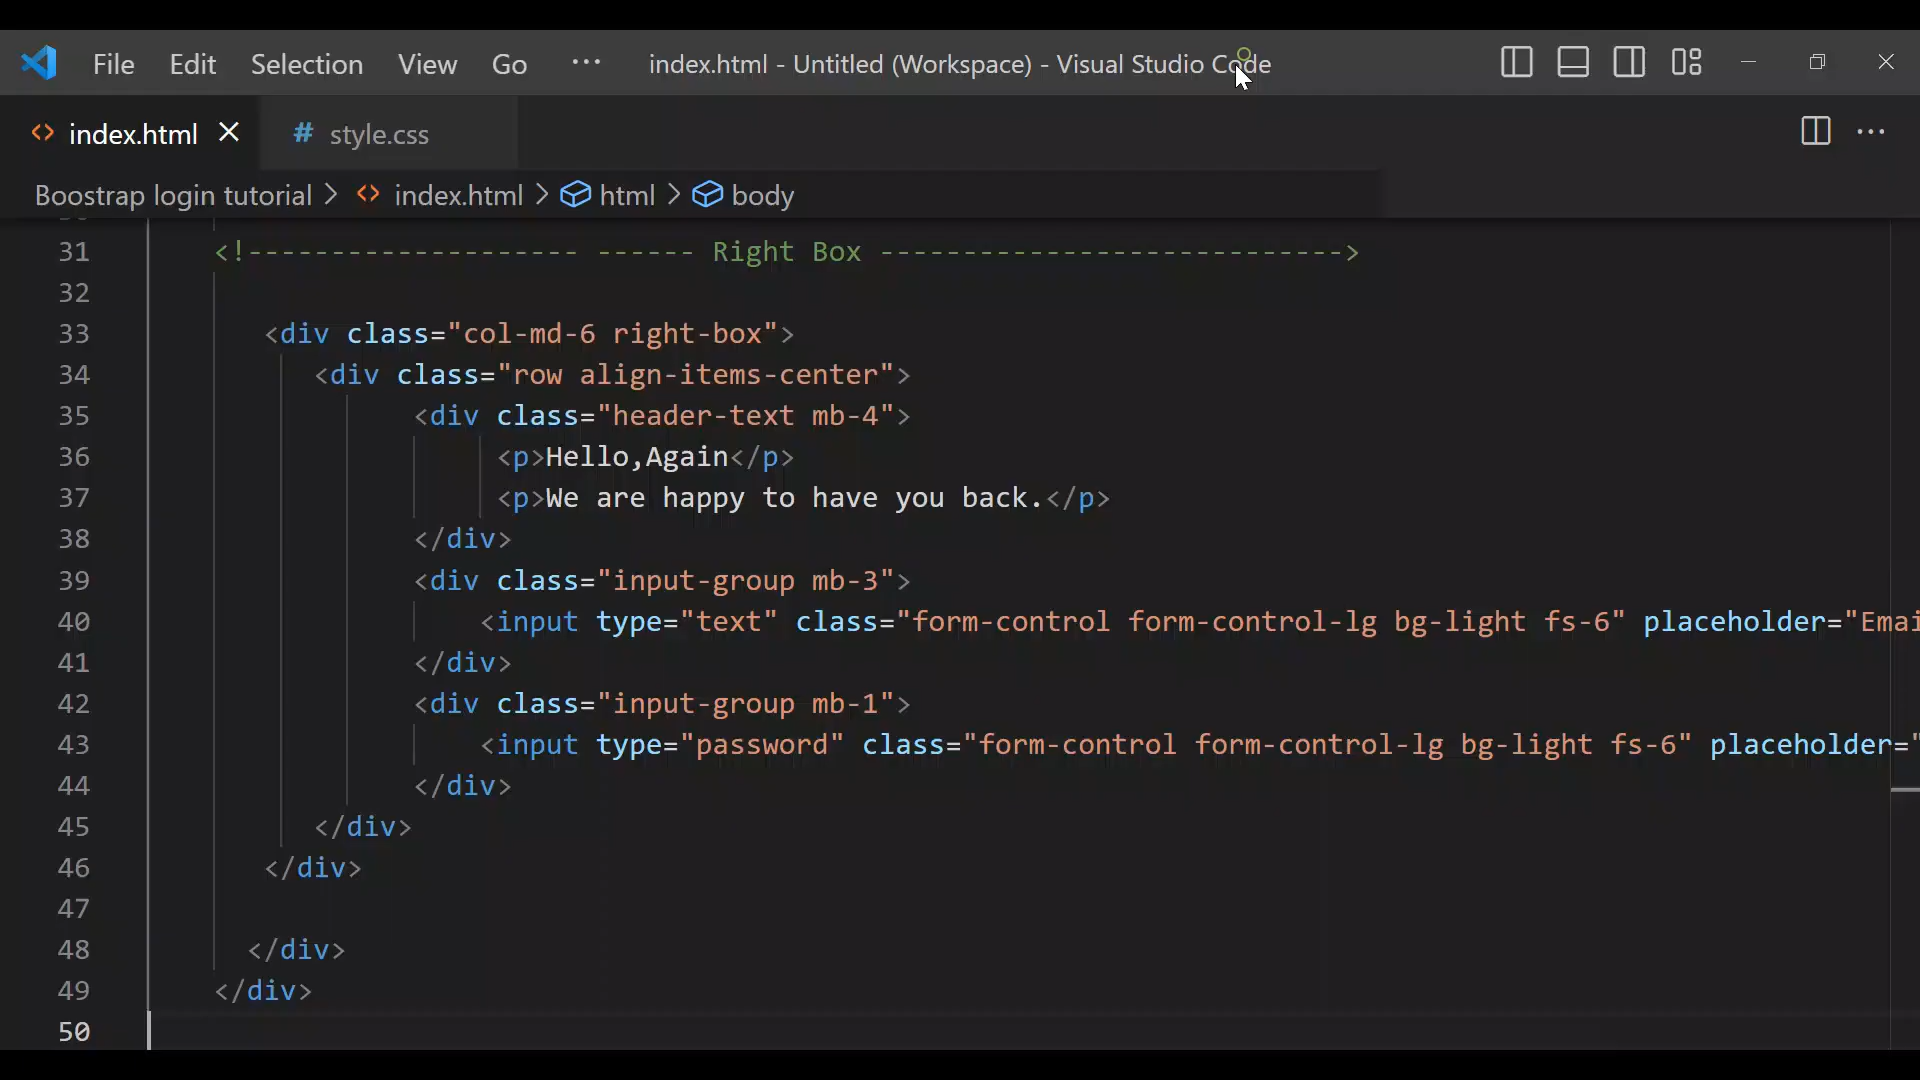 File Edit Selection View Go ··· index.html - Untitled (Workspace) - Visual Studio Code
<> index.html # style.css
Boostrap login tutorial > <> index.html > html > body
31 <!-------------------- ------ Right Box ---------------------------->
32
33 <div class="col-md-6 right-box">
34 <div class="row align-items-center">
35 <div class="header-text mb-4">
36 <p>Hello,Again</p>
37 <p>We are happy to have you back.</p>
38 </div>
39 <div class="input-group mb-3">
40 <input type="text" class="form-control form-control-lg bg-light fs-6" placeholder="Emai
41 </div>
42 <div class="input-group mb-1">
43 <input type="password" class="form-control form-control-lg bg-light fs-6" placeholder="
44 </div>
45 </div>
46 </div>
47
48 </div>
49 </div>
50